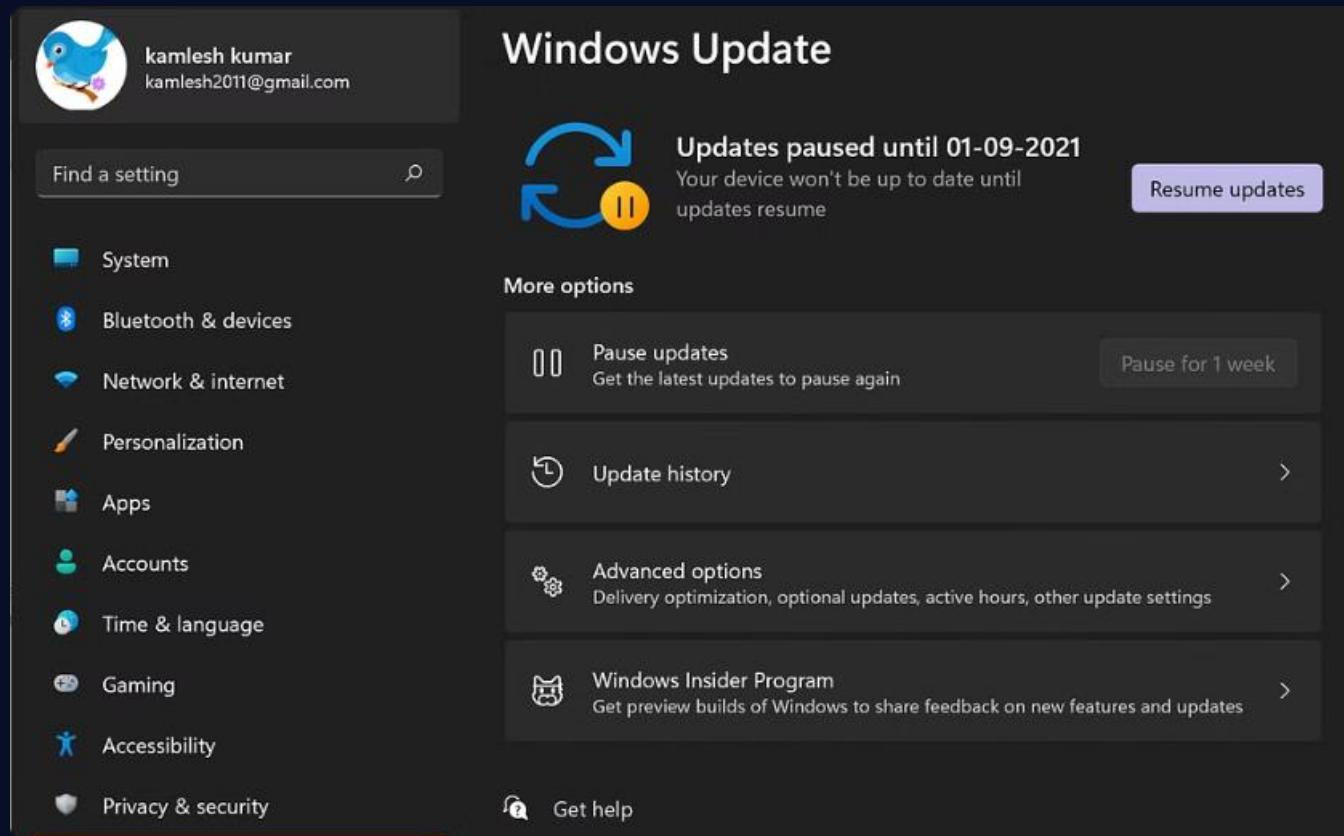 kamlesh kumar
kamlesh2011@gmail.com
Find a setting
System
Bluetooth & devices
Network & internet
Personalization
Apps
Accounts
Time & language
Gaming
Accessibility
Privacy & security
Windows Update
Updates paused until 01-09-2021
Your device won't be up to date until
updates resume
Resume updates
More options
Pause updates
Get the latest updates to pause again
Pause for 1 week
Update history
Advanced options
Delivery optimization, optional updates, active hours, other update settings
Windows Insider Program
Get preview builds of Windows to share feedback on new features and updates
Get help